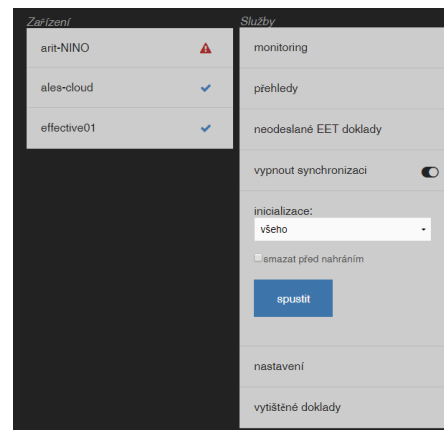 Zařízení
arit-NINO
ales-cloud
effective01
Služby
monitoring
přehledy
neodeslané EET doklady
vypnout synchronizaci
inicializace:
všeho
smazat před nahráním
spustit
nastavení
vytištěné doklady